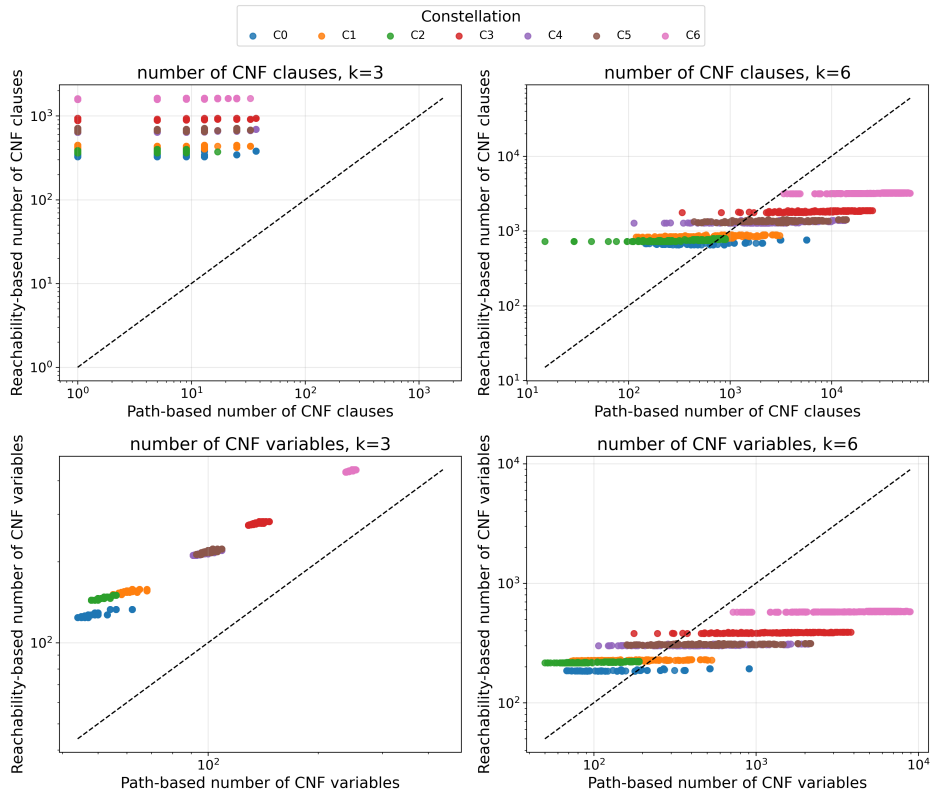 Constellation
C0 C1 C2 C3 C4 C5 C6
number of CNF clauses, k=3
Reachability-based number of CNF clauses
10³
10²
10¹
10⁰
10⁰ 10¹ 10² 10³
Path-based number of CNF clauses
number of CNF clauses, k=6
Reachability-based number of CNF clauses
10⁴
10³
10²
10¹
10¹ 10² 10³ 10⁴
Path-based number of CNF clauses
number of CNF variables, k=3
Reachability-based number of CNF variables
10²
10²
Path-based number of CNF variables
number of CNF variables, k=6
Reachability-based number of CNF variables
10⁴
10³
10²
10² 10³ 10⁴
Path-based number of CNF variables